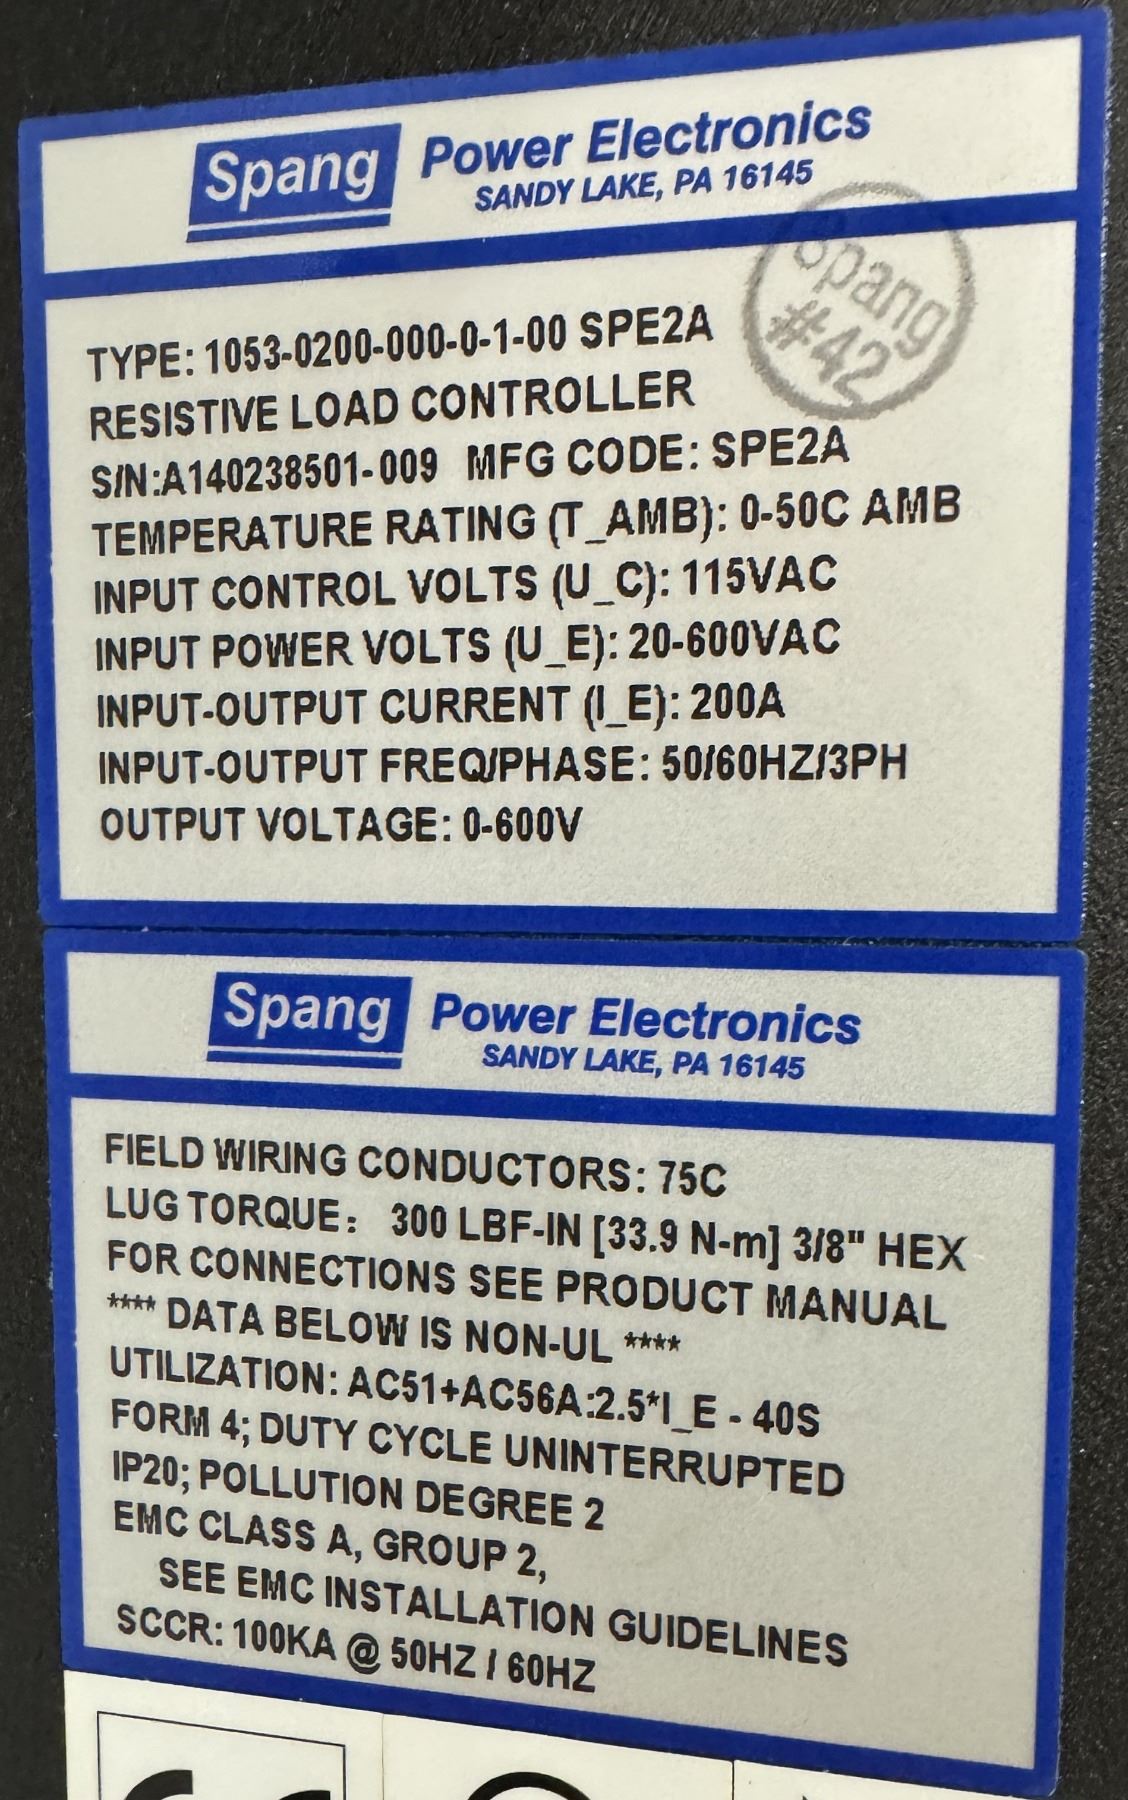 Spang Power Electronics
SANDY LAKE, PA 16145
Spang
#42
TYPE: 1053-0200-000-0-1-00 SPE2A
RESISTIVE LOAD CONTROLLER
S/N:A140238501-009 MFG CODE: SPE2A
TEMPERATURE RATING (T_AMB): 0-50C AMB
INPUT CONTROL VOLTS (U_C): 115VAC
INPUT POWER VOLTS (U_E): 20-600VAC
INPUT-OUTPUT CURRENT (I_E): 200A
INPUT-OUTPUT FREQ/PHASE: 50/60HZ/3PH
OUTPUT VOLTAGE: 0-600V
Spang Power Electronics
SANDY LAKE, PA 16145
FIELD WIRING CONDUCTORS: 75C
LUG TORQUE: 300 LBF-IN [33.9 N-m] 3/8" HEX
FOR CONNECTIONS SEE PRODUCT MANUAL
**** DATA BELOW IS NON-UL ****
UTILIZATION: AC51+AC56A:2.5*I_E - 40S
FORM 4; DUTY CYCLE UNINTERRUPTED
IP20; POLLUTION DEGREE 2
EMC CLASS A, GROUP 2,
SEE EMC INSTALLATION GUIDELINES
SCCR: 100KA @ 50HZ / 60HZ